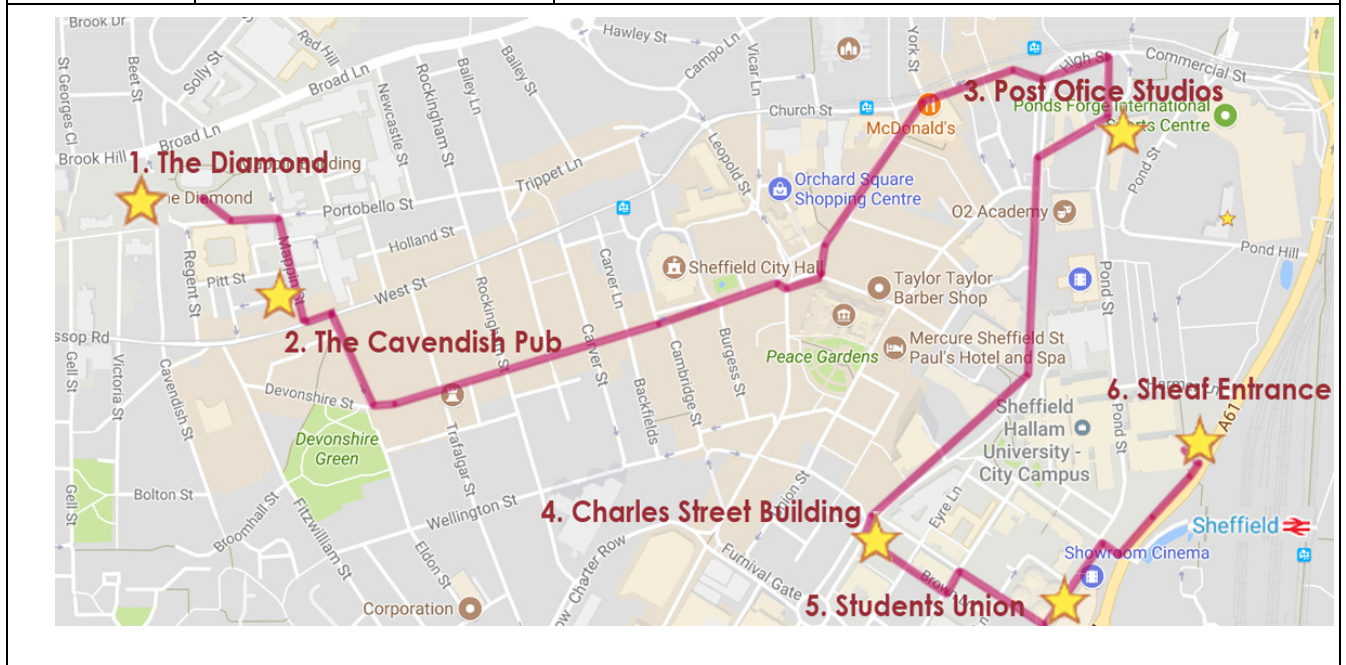 Brook Dr
Beet St
St Georges Cl
Solly St
Red Hill
Broad Ln
Hawley St
Campo Ln
Vicar Ln
York St
High St
Commercial St
Bailey Ln
Bailey St
Rockingham St
Newcastle St
Church St
McDonald's
3. Post Ofice Studios
Ponds Forge International
Sports Centre
Broad Ln
Brook Hill
1. The Diamond
The Diamond
Portobello St
Trippet Ln
Leopold St
Orchard Square
Shopping Centre
O2 Academy
Pond St
Pond Hill
Holland St
Mappin St
Regent St
Pitt St
West St
Carver Ln
Sheffield City Hall
Taylor Taylor
Barber Shop
Pond St
Rockingham St
2. The Cavendish Pub
Carver St
Cambridge St
Burgess St
Peace Gardens
Mercure Sheffield St
Paul's Hotel and Spa
Gell St
Victoria St
Cavendish St
Devonshire St
Devonshire
Green
Trafalgar St
Backfields
6. Sheaf Entrance
A61
Sheffield
Hallam
University -
City Campus
Pond St
Gell St
Bolton St
Broomhall St
Fitzwilliam St
Wellington St
Eldon St
4. Charles Street Building
Eyre Ln
Charter Row
Furnival Gate
Sheffield
Showroom Cinema
Corporation
5. Students Union